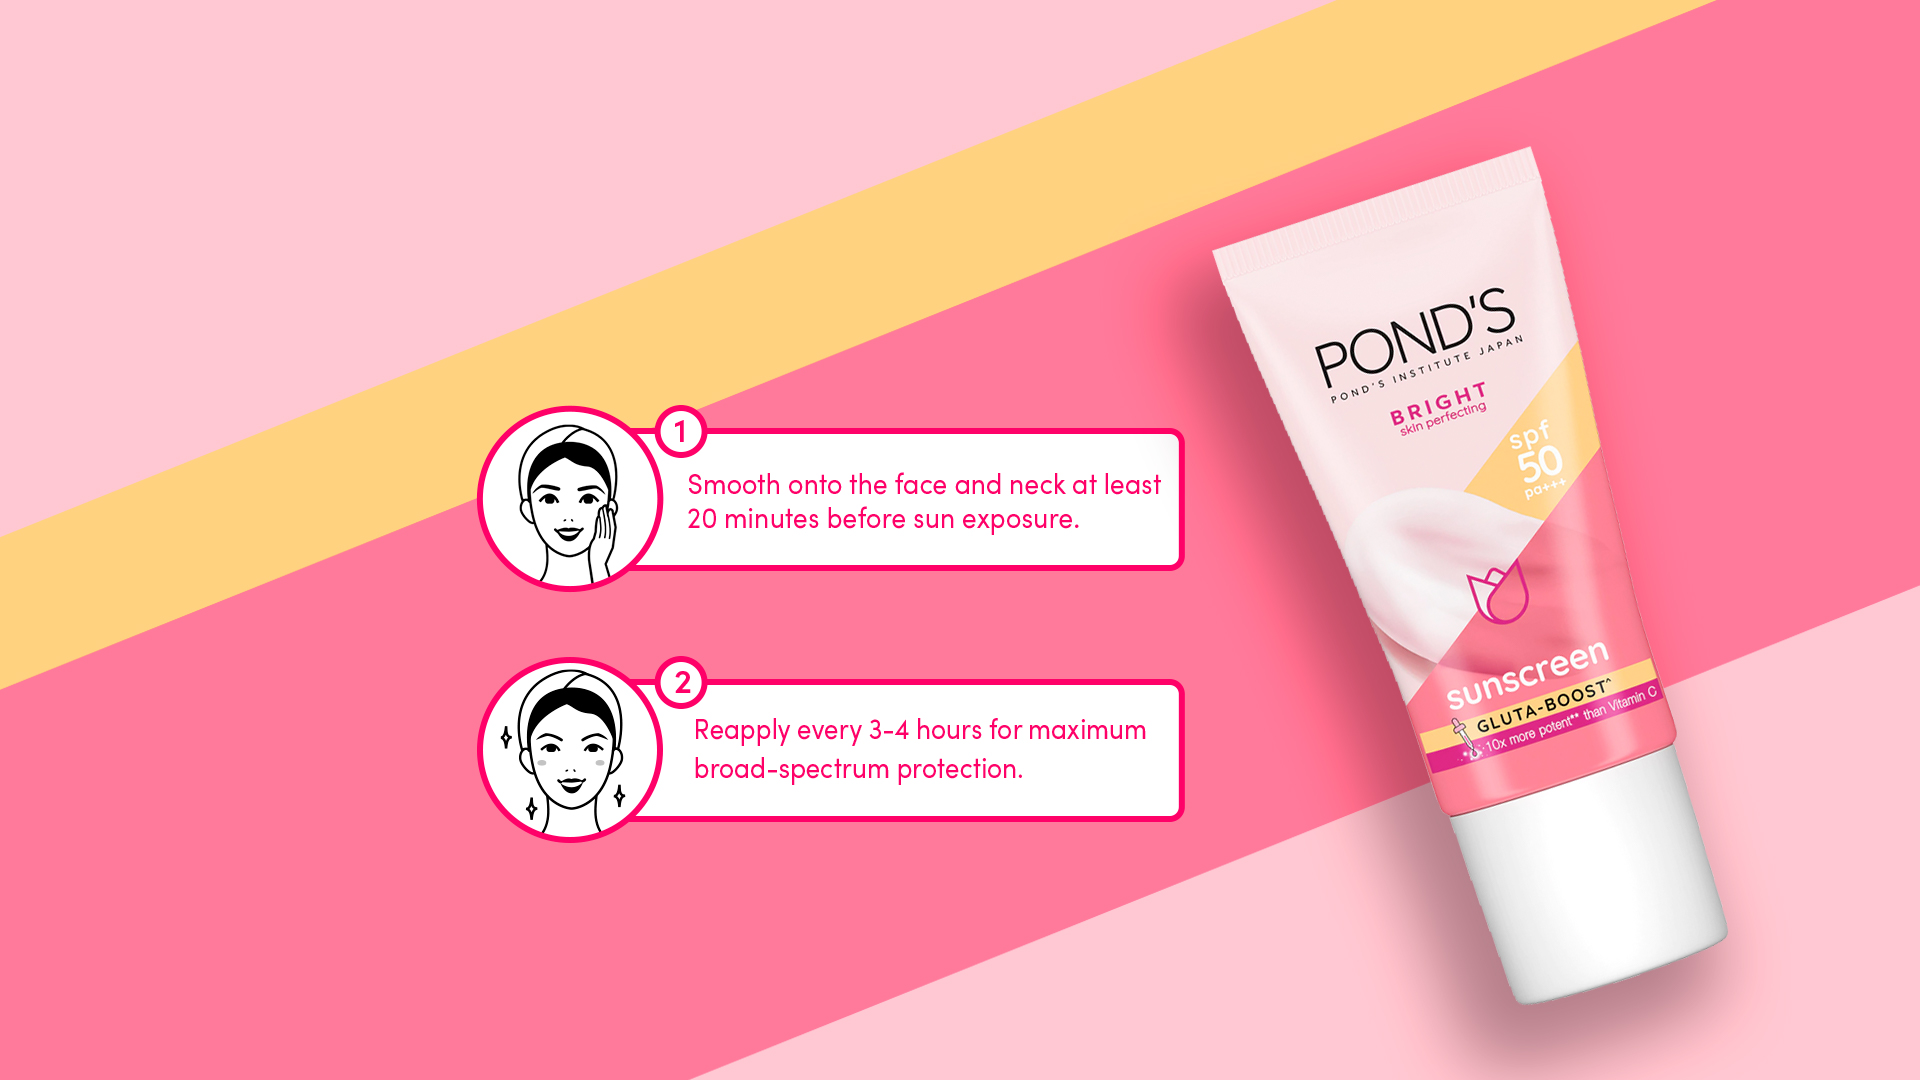 1
Smooth onto the face and neck at least
20 minutes before sun exposure.
2
Reapply every 3-4 hours for maximum
broad-spectrum protection.
POND'S
POND'S INSTITUTE JAPAN
BRIGHT
skin perfecting
spf
50
pa+++
sunscreen
GLUTA-BOOST^
10x more potent** than Vitamin C